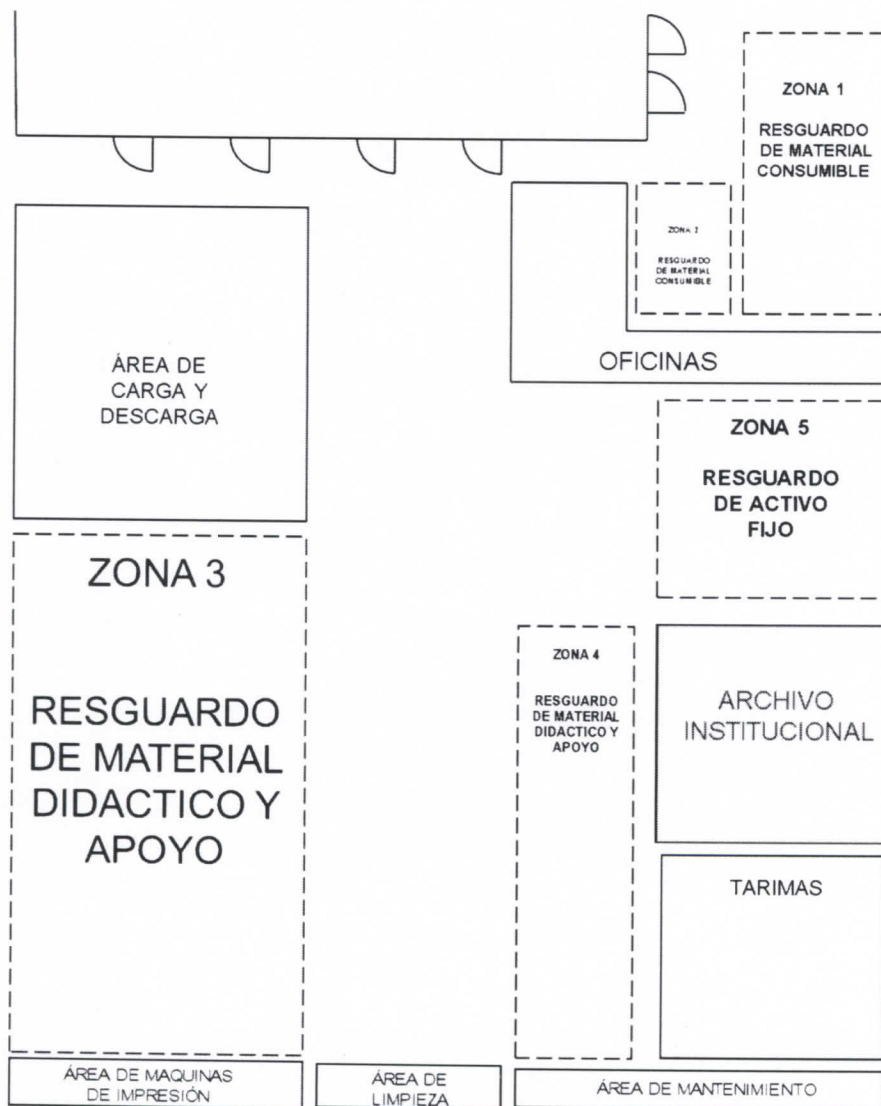 ZONA 1
RESGUARDO
DE MATERIAL
CONSUMIBLE
ZONA 2
RESGUARDO
DE MATERIAL
CONSUMIBLE
ÁREA DE
CARGA Y
DESCARGA
OFICINAS
ZONA 5
RESGUARDO
DE ACTIVO
FIJO
ZONA 3
RESGUARDO
DE MATERIAL
DIDACTICO Y
APOYO
ZONA 4
RESGUARDO
DE MATERIAL
DIDACTICO Y
APOYO
ARCHIVO
INSTITUCIONAL
TARIMAS
ÁREA DE MAQUINAS
DE IMPRESIÓN
ÁREA DE
LIMPIEZA
ÁREA DE MANTENIMIENTO